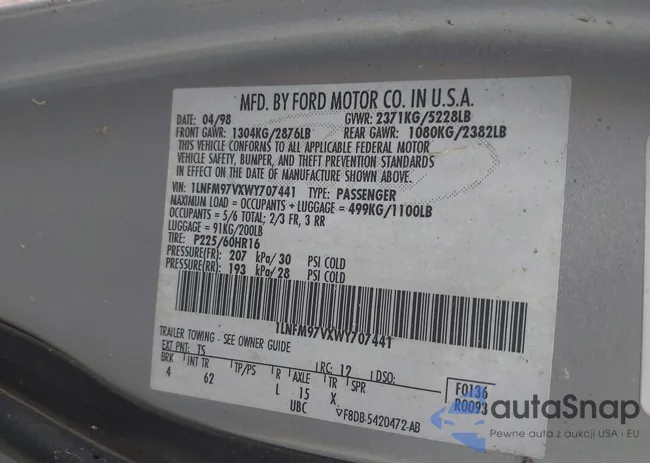 MFD. BY FORD MOTOR CO. IN U.S.A.
DATE: 04/98 GVWR: 2371KG/5228LB
FRONT GAWR: 1304KG/2876LB REAR GAWR: 1080KG/2382LB
THIS VEHICLE CONFORMS TO ALL APPLICABLE FEDERAL MOTOR
VEHICLE SAFETY, BUMPER, AND THEFT PREVENTION STANDARDS
IN EFFECT ON THE DATE OF MANUFACTURE SHOWN ABOVE.
VIN: 1LNFM97VXWY707441 TYPE: PASSENGER
MAXIMUM LOAD = OCCUPANTS + LUGGAGE = 499KG/1100LB
OCCUPANTS = 5/6 TOTAL; 2/3 FR, 3 RR
LUGGAGE = 91KG/200LB
TIRE: P225/60HR16
PRESSURE(FR) = 207 kPa/30 PSI COLD
PRESSURE(RR) = 193 kPa/28 PSI COLD
1LNFM97VXWY707441
TRAILER TOWING - SEE OWNER GUIDE
EXT PNT: TS RC: 12 DSO:
BRK INT TR TP/PS R AXLE TR SPR
4 62 L 15 X
UBC
F0136
R0093
▽F8DB-5420472-AB
autoSnap
Pewne auta z aukcji USA i EU